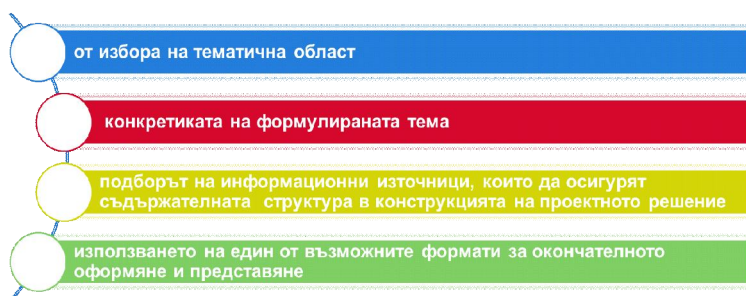 от избора на тематична област
конкретиката на формулираната тема
подборът на информационни източници, които да осигурят
съдържателната структура в конструкцията на проектното решение
използването на един от възможните формати за окончателното
оформяне и представяне